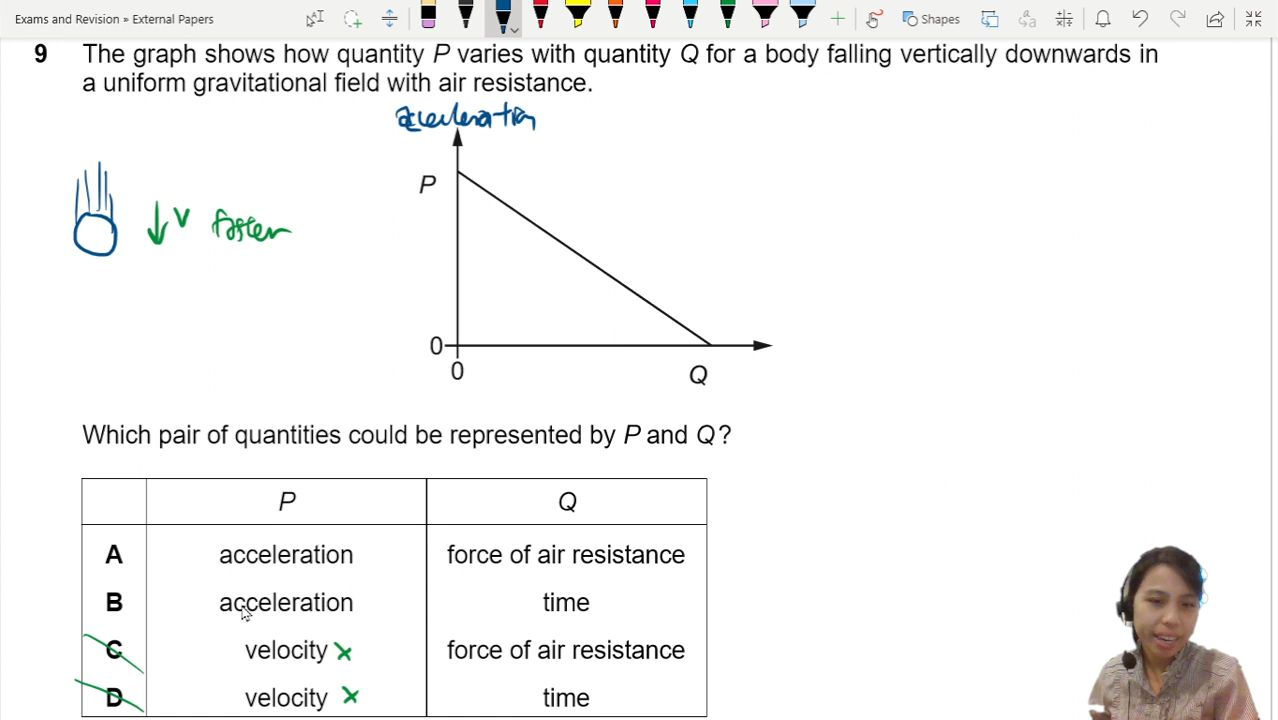 Exams and Revision » External Papers
Shapes
9 The graph shows how quantity P varies with quantity Q for a body falling vertically downwards in
a uniform gravitational field with air resistance.
acceleration
P
↓ v faster
0
0
Q
Which pair of quantities could be represented by P and Q?
P Q
A acceleration force of air resistance
B acceleration time
C velocity x force of air resistance
D velocity x time